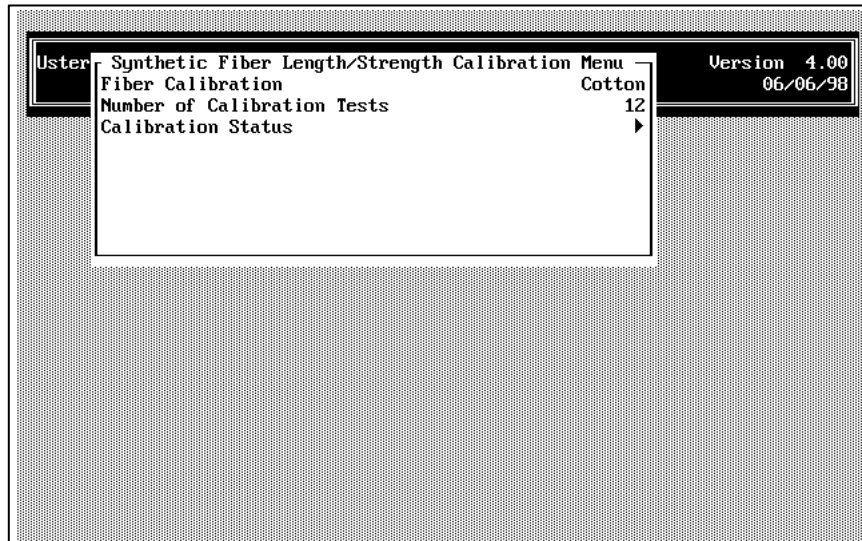 Uster
Synthetic Fiber Length/Strength Calibration Menu
Version 4.00
Fiber Calibration Cotton
06/06/98
Number of Calibration Tests 12
Calibration Status